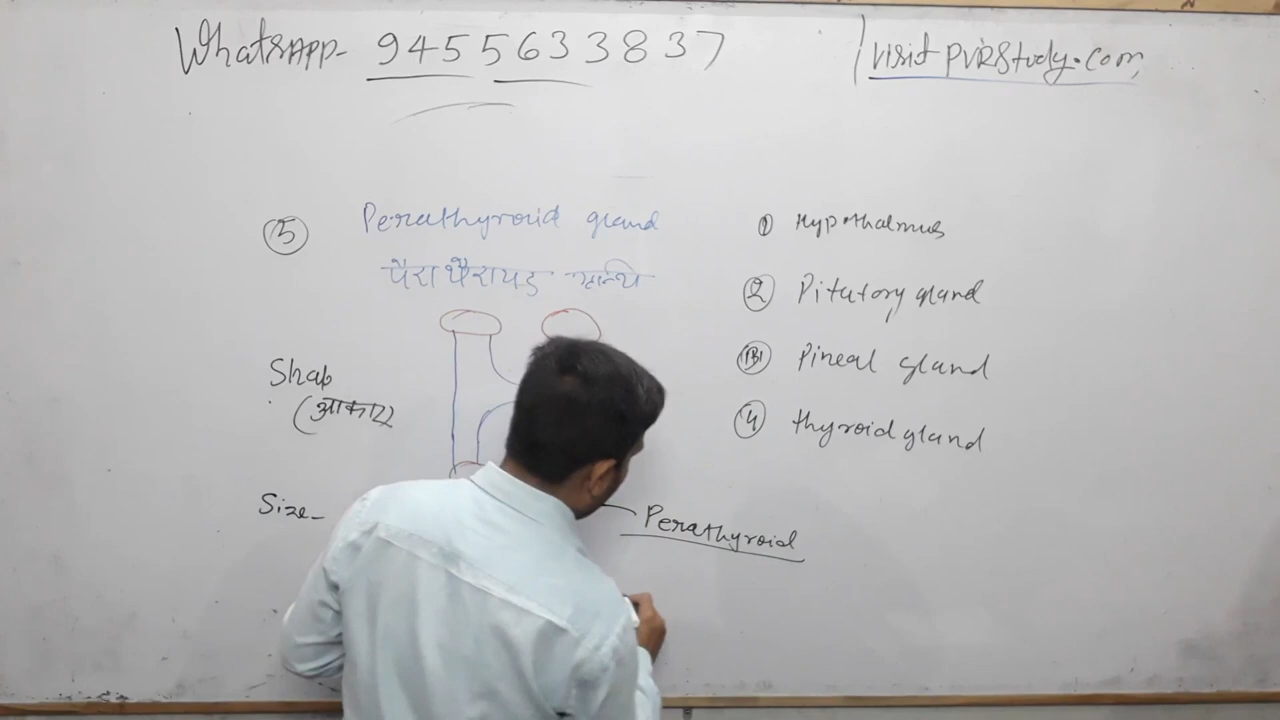 WhatsAPP- 9455633837
visit PVRStudy.com
5 Perathyroid gland
पैराथैरायड ग्रन्थि
1 Hypothalmus
2 Pitutory gland
Pineal gland
4 thyroid gland
Shap
(आकार)
Size-
Perathyroid